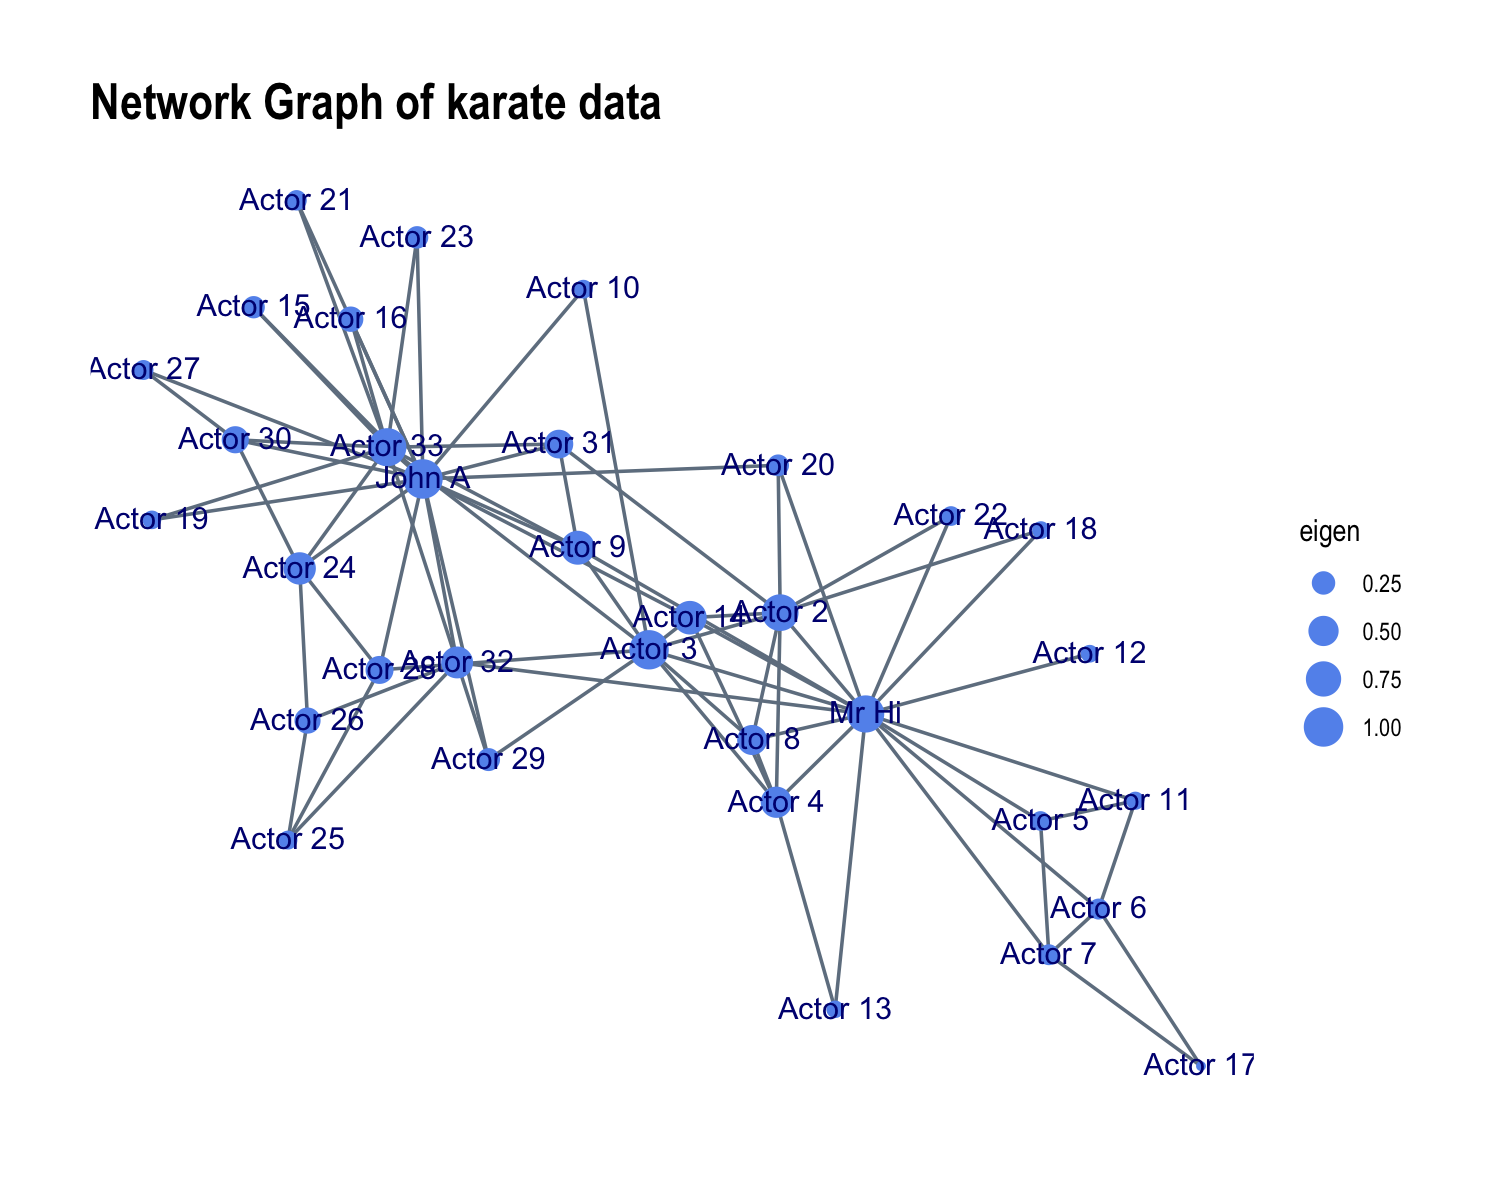 Network Graph of karate data
Actor 21
Actor 23
Actor 10
Actor 15
Actor 16
Actor 27
Actor 30
Actor 33
Actor 31
Actor 20
John A
Actor 19
Actor 22
Actor 18
Actor 9
Actor 24
Actor 14
Actor 2
Actor 3
Actor 12
Actor 28
Actor 32
Mr Hi
Actor 26
Actor 8
Actor 29
Actor 4
Actor 11
Actor 5
Actor 25
Actor 6
Actor 7
Actor 13
Actor 17
eigen
0.25
0.50
0.75
1.00